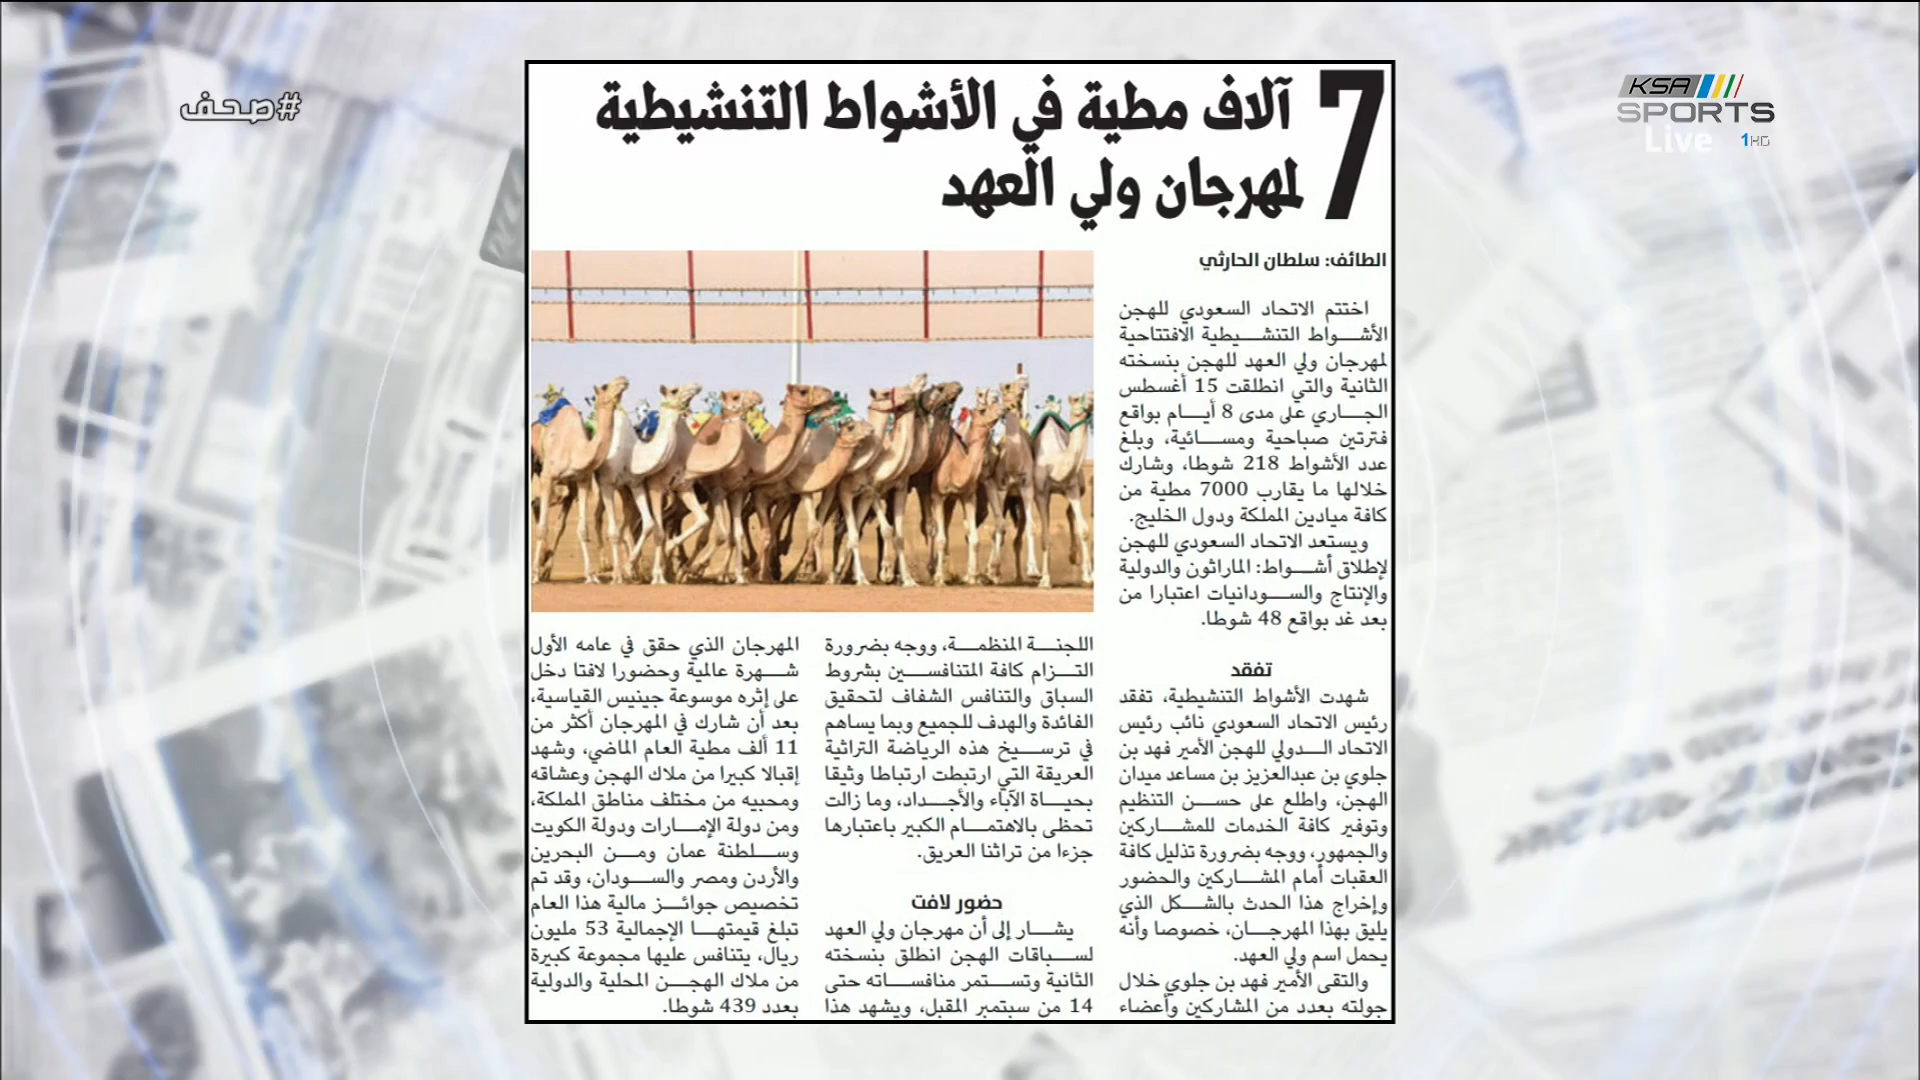 #صحف
KSA
SPORTS
Live 1HD
7 آلاف مطية في الأشواط التنشيطية
لمهرجان ولي العهد
الطائف: سلطان الحارثي
اختتم الاتحاد السعودي للهجن
الأشواط التنشيطية الافتتاحية
لمهرجان ولي العهد للهجن بنسخته
الثانية والتي انطلقت 15 أغسطس
الجاري على مدى 8 أيام بواقع
فترتين صباحية ومسائية، وبلغ
عدد الأشواط 218 شوطا، وشارك
خلالها ما يقارب 7000 مطية من
كافة ميادين المملكة ودول الخليج.
ويستعد الاتحاد السعودي للهجن
لإطلاق أشواط: الماراثون والدولية
والإنتاج والسودانيات اعتبارا من
بعد غد بواقع 48 شوطا.
تفقد
شهدت الأشواط التنشيطية، تفقد
رئيس الاتحاد السعودي نائب رئيس
الاتحاد الدولي للهجن الأمير فهد بن
جلوي بن عبدالعزيز بن مساعد ميدان
الهجن، واطلع على حسن التنظيم
وتوفير كافة الخدمات للمشاركين
والجمهور، ووجه بضرورة تذليل كافة
العقبات أمام المشاركين والحضور
وإخراج هذا الحدث بالشكل الذي
يليق بهذا المهرجان، خصوصا وأنه
يحمل اسم ولي العهد.
والتقى الأمير فهد بن جلوي خلال
جولته بعدد من المشاركين وأعضاء
اللجنة المنظمة، ووجه بضرورة
التزام كافة المتنافسين بشروط
السباق والتنافس الشفاف لتحقيق
الفائدة والهدف للجميع وبما يساهم
في ترسيخ هذه الرياضة التراثية
العريقة التي ارتبطت ارتباطا وثيقا
بحياة الآباء والأجداد، وما زالت
تحظى بالاهتمام الكبير باعتبارها
جزءا من تراثنا العريق.
حضور لافت
يشار إلى أن مهرجان ولي العهد
لسباقات الهجن انطلق بنسخته
الثانية وتستمر منافساته حتى
14 من سبتمبر المقبل، ويشهد هذا
المهرجان الذي حقق في عامه الأول
شهرة عالمية وحضورا لافتا دخل
على إثره موسوعة جينيس القياسية،
بعد أن شارك في المهرجان أكثر من
11 ألف مطية العام الماضي، وشهد
إقبالا كبيرا من ملاك الهجن وعشاقه
ومحبيه من مختلف مناطق المملكة،
ومن دولة الإمارات ودولة الكويت
وسلطنة عمان ومن البحرين
والأردن ومصر والسودان، وقد تم
تخصيص جوائز مالية هذا العام
تبلغ قيمتها الإجمالية 53 مليون
ريال، يتنافس عليها مجموعة كبيرة
من ملاك الهجن المحلية والدولية
بعدد 439 شوطا.